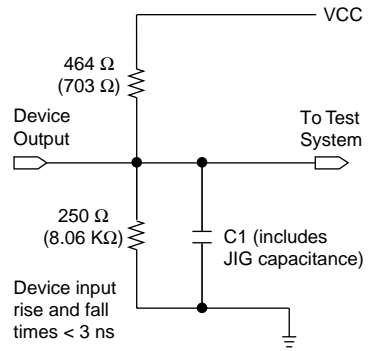 VCC
464 Ω
(703 Ω)
Device
Output
To Test
System
250 Ω
(8.06 KΩ)
C1 (includes
JIG capacitance)
Device input
rise and fall
times < 3 ns